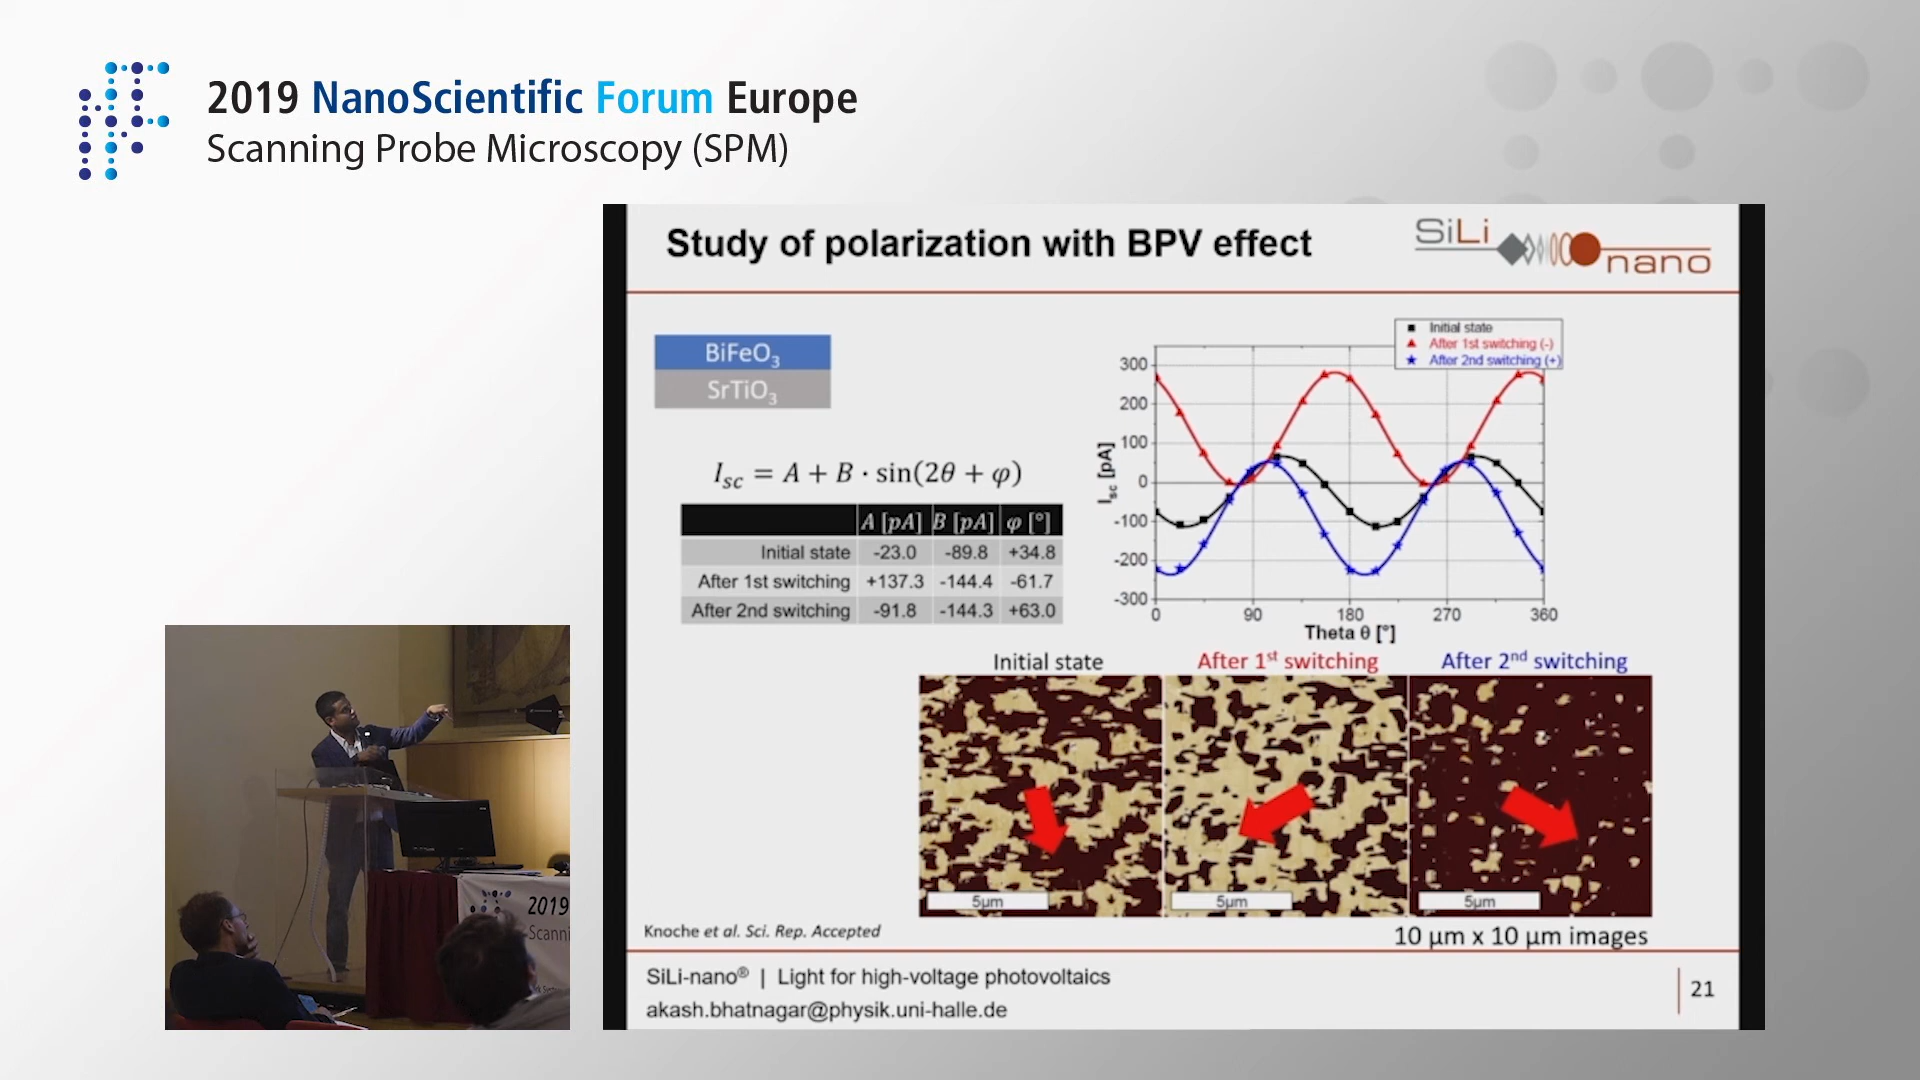 2019 NanoScientific Forum Europe
Scanning Probe Microscopy (SPM)
Study of polarization with BPV effect
SiLi
nano
BiFeO₃
SrTiO₃
I_sc = A + B · sin(2θ + φ)
A [pA] B [pA] φ [°]
Initial state -23.0 -89.8 +34.8
After 1st switching +137.3 -144.4 -61.7
After 2nd switching -91.8 -144.3 +63.0
Initial state
After 1st switching (-)
After 2nd switching (+)
300
200
100
0
-100
-200
-300
I_sc [pA]
0 90 180 270 360
Theta θ [°]
Initial state After 1st switching After 2nd switching
5µm 5µm 5µm
10 µm x 10 µm images
Knoche et al. Sci. Rep. Accepted
SiLi-nano® | Light for high-voltage photovoltaics
akash.bhatnagar@physik.uni-halle.de
21
2019
Scanni